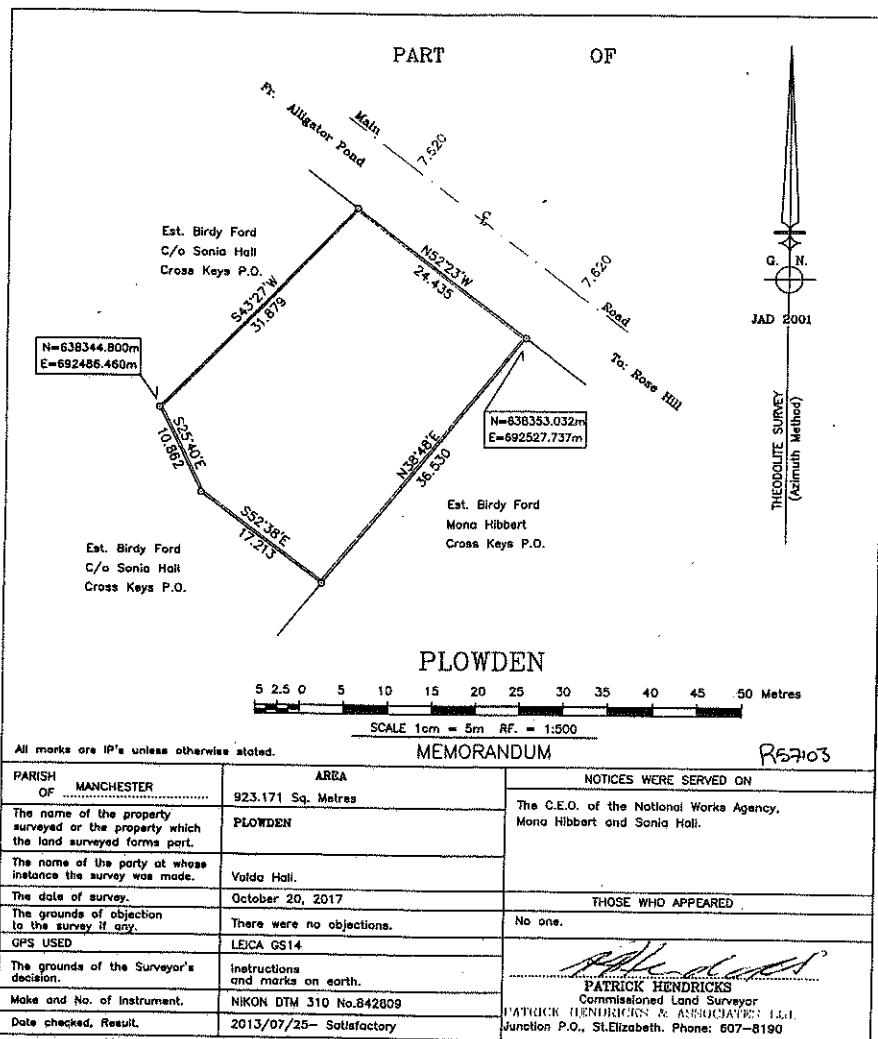 PART OF
Fr. Alligator Pond
Main
7.620
℄
7.620
Road
To: Rose Hill
G. N.
JAD 2001
THEODOLITE SURVEY
(Azimuth Method)
Est. Birdy Ford
C/o Sonia Hall
Cross Keys P.O.
N52°23'W
24.435
S43°27'W
31.879
N=638344.800m
E=692486.460m
N=638353.032m
E=692527.737m
S25°40'E
10.862
N38°48'E
36.530
S52°38'E
17.213
Est. Birdy Ford
Mona Hibbert
Cross Keys P.O.
Est. Birdy Ford
C/o Sonia Hall
Cross Keys P.O.
PLOWDEN
5 2.5 0 5 10 15 20 25 30 35 40 45 50 Metres
SCALE 1cm = 5m RF. = 1:500
All marks are IP's unless otherwise stated.
MEMORANDUM
R57103
PARISH
OF MANCHESTER
AREA
923.171 Sq. Metres
NOTICES WERE SERVED ON
The C.E.O. of the National Works Agency,
Mona Hibbert and Sonia Hall.
The name of the property
surveyed or the property which
the land surveyed forms part.
PLOWDEN
The name of the party at whose
instance the survey was made.
Valda Hall.
The date of survey.
October 20, 2017
THOSE WHO APPEARED
No one.
The grounds of objection
to the survey if any.
There were no objections.
GPS USED
LEICA GS14
The grounds of the Surveyor's
decision.
Instructions
and marks on earth.
Make and No. of Instrument.
NIKON DTM 310 No.842809
Date checked, Result.
2013/07/25- Satisfactory
PATRICK HENDRICKS
Commissioned Land Surveyor
PATRICK HENDRICKS & ASSOCIATES Ltd.
Junction P.O., St.Elizabeth. Phone: 607-8190